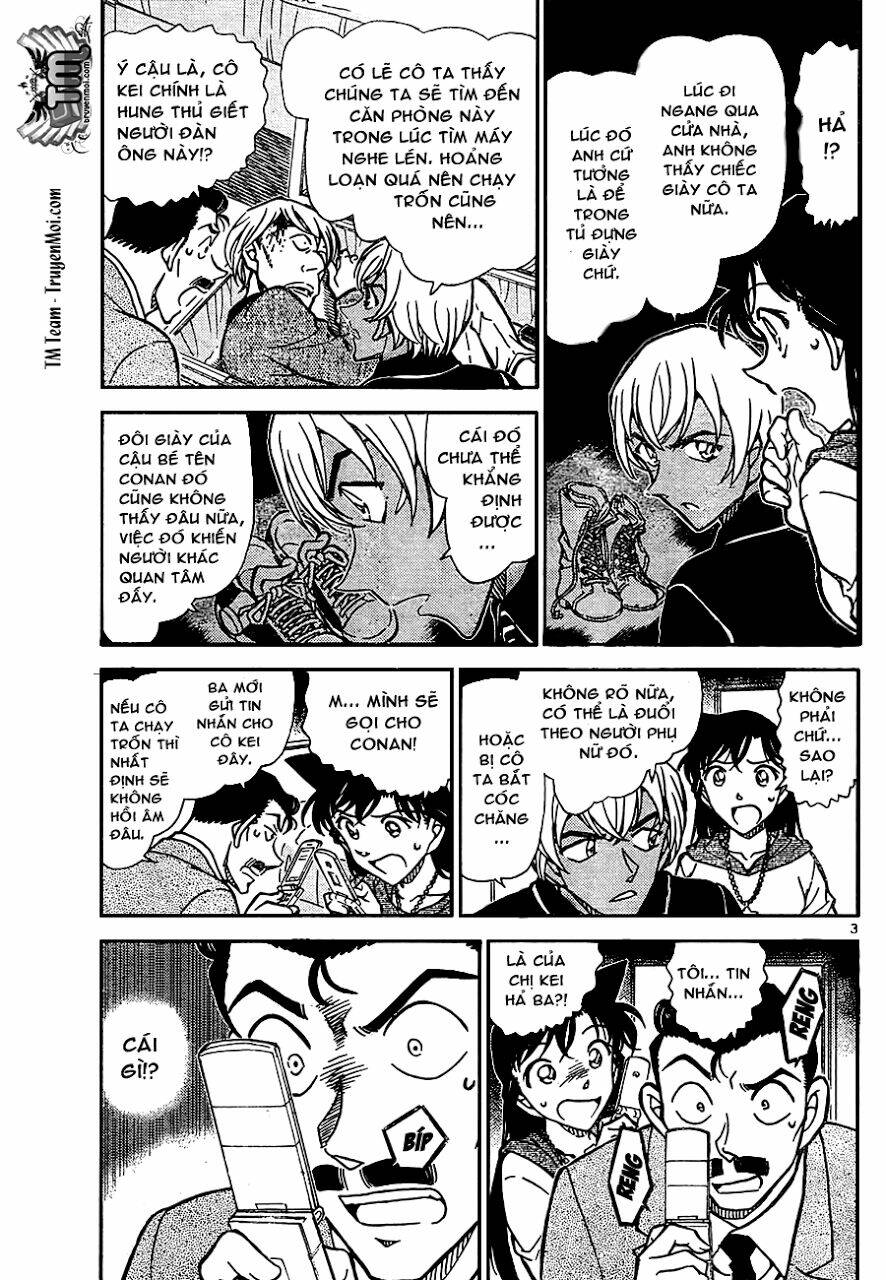 HẢ
!?
LÚC ĐI
NGANG QUA
CỬA NHÀ,
ANH KHÔNG
THẤY CHIẾC
GIÀY CÔ TA
NỮA.
LÚC ĐÓ
ANH CỨ
TƯỞNG
LÀ ĐỂ
TRONG
TỦ ĐỰNG
GIÀY
CHỨ.
CÓ LẼ CÔ TA THẤY
CHÚNG TA SẼ TÌM ĐẾN
CĂN PHÒNG NÀY
TRONG LÚC TÌM MÁY
NGHE LÉN. HOẢNG
LOẠN QUÁ NÊN CHẠY
TRỐN CŨNG
NÊN...
Ý CẬU LÀ, CÔ
KEI CHÍNH LÀ
HUNG THỦ GIẾT
NGƯỜI ĐÀN
ÔNG NÀY!?
TM
truyenmoi.com
TM Team - TruyenMoi.com
CÁI ĐÓ
CHƯA THỂ
KHẲNG
ĐỊNH
ĐƯỢC
...
ĐÔI GIÀY CỦA
CẬU BÉ TÊN
CONAN ĐÓ
CŨNG KHÔNG
THẤY ĐÂU NỮA,
VIỆC ĐÓ KHIẾN
NGƯỜI KHÁC
QUAN TÂM
ĐẤY.
KHÔNG
PHẢI
CHỨ...
SAO
LẠI?
KHÔNG RÕ NỮA,
CÓ THỂ LÀ ĐUỔI
THEO NGƯỜI PHỤ
NỮ ĐÓ.
HOẶC
BỊ CÔ
TA BẮT
CÓC
CHĂNG
...
M... MÌNH SẼ
GỌI CHO
CONAN!
BA MỚI
GỬI TIN
NHẮN CHO
CÔ KEI
ĐÂY.
NẾU CÔ
TA CHẠY
TRỐN THÌ
NHẤT
ĐỊNH SẼ
KHÔNG
HỒI ÂM
ĐÂU.
3
TÔI... TIN
NHẮN...
RENG
RENG
LÀ CỦA
CHỊ KEI
HẢ BA?!
CÁI
GÌ!?
BÍP